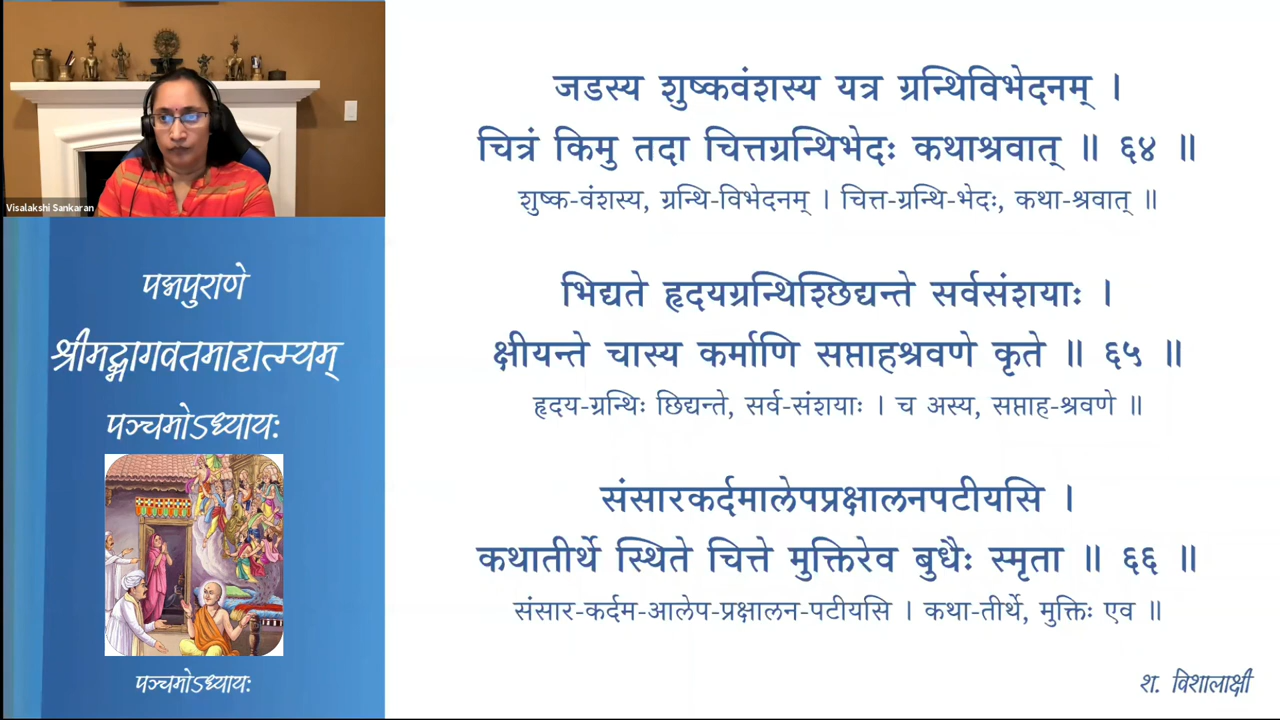 Visalakshi Sankaran
पद्मपुराणे
श्रीमद्भागवतमाहात्म्यम्
पञ्चमोऽध्यायः
पञ्चमोऽध्यायः
जडस्य शुष्कवंशस्य यत्र ग्रन्थिविभेदनम् ।
चित्रं किमु तदा चित्तग्रन्थिभेदः कथाश्रवात् ॥ ६४ ॥
शुष्क-वंशस्य, ग्रन्थि-विभेदनम् । चित्त-ग्रन्थि-भेदः, कथा-श्रवात् ॥
भिद्यते हृदयग्रन्थिश्छिद्यन्ते सर्वसंशयाः ।
क्षीयन्ते चास्य कर्माणि सप्ताहश्रवणे कृते ॥ ६५ ॥
हृदय-ग्रन्थिः छिद्यन्ते, सर्व-संशयाः । च अस्य, सप्ताह-श्रवणे ॥
संसारकर्दमालेपप्रक्षालनपटीयसि ।
कथातीर्थे स्थिते चित्ते मुक्तिरेव बुधैः स्मृता ॥ ६६ ॥
संसार-कर्दम-आलेप-प्रक्षालन-पटीयसि । कथा-तीर्थे, मुक्तिः एव ॥
श. विशालाक्षी